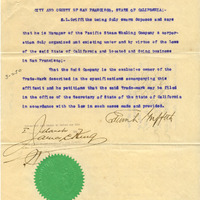 CITY AND COUNTY OF SAN FRANCISCO, STATE OF CALIFORNIA:-
E.L. Griffith being duly sworn deposes and says
that he is Manager of the Pacific Steam Whaling Company a corpor-
ation duly organized and existing under and by virtue of the laws
of the said State of California and located and doing business
in San Francisco;-
That the said Company is the exclusive owner of the
Trade-Mark described in the specifications accompanying this
affidavit and he petitions that the said trade-mark may be filed in
the office of the Secretary of State of the State of California
in accordance with the law in such cases made and provided.
Griffith
James King